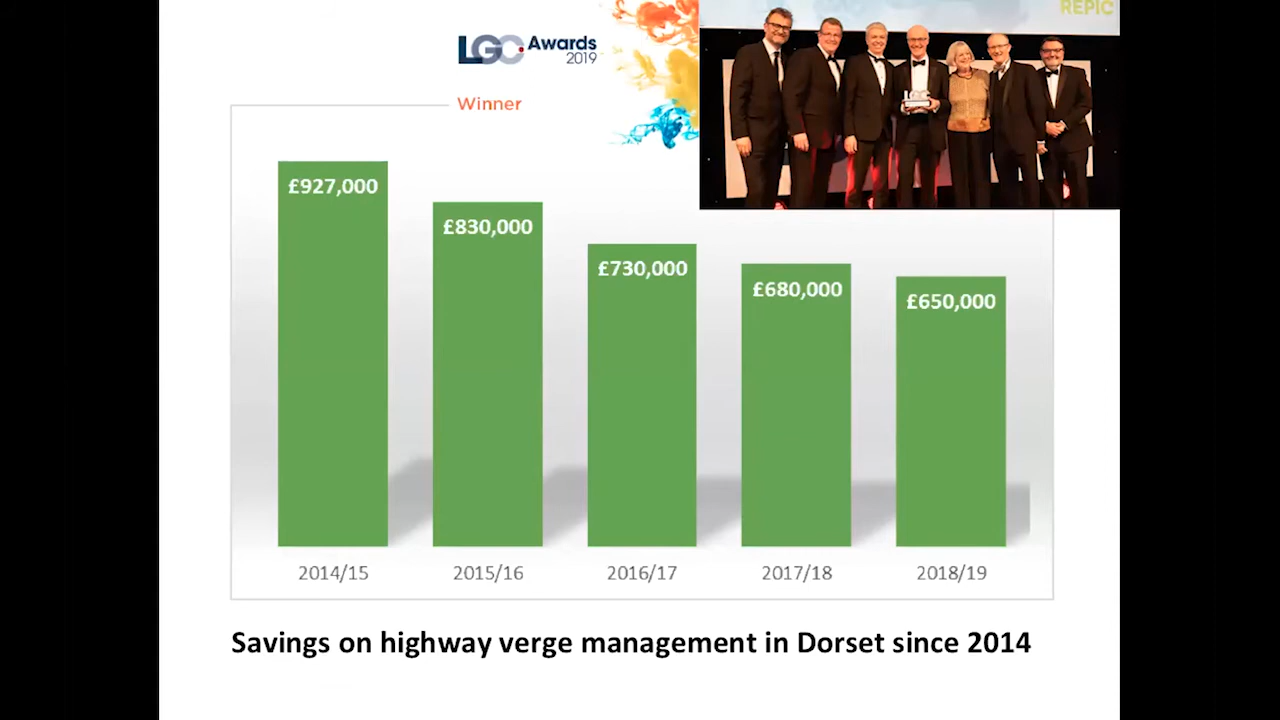 REPIC
LGC Awards
2019
Winner
LGC
£927,000
£830,000
£730,000
£680,000
£650,000
2014/15
2015/16
2016/17
2017/18
2018/19
Savings on highway verge management in Dorset since 2014